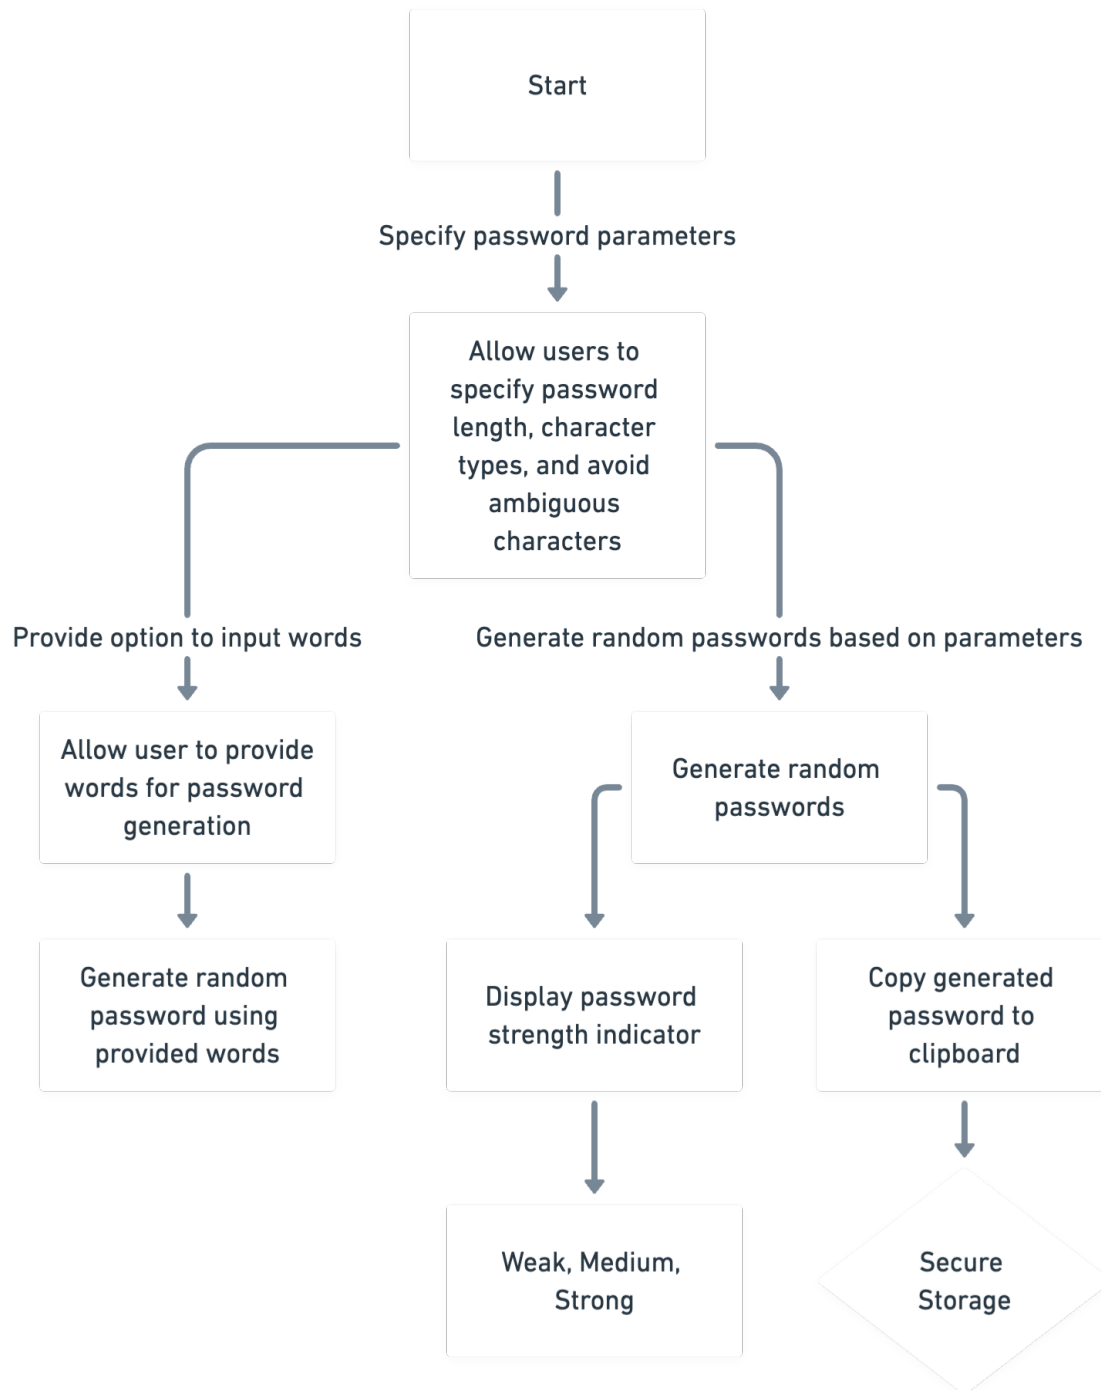 Start
Specify password parameters
Allow users to
specify password
length, character
types, and avoid
ambiguous
characters
Provide option to input words
Generate random passwords based on parameters
Allow user to provide
words for password
generation
Generate random
passwords
Generate random
password using
provided words
Display password
strength indicator
Copy generated
password to
clipboard
Weak, Medium,
Strong
Secure
Storage